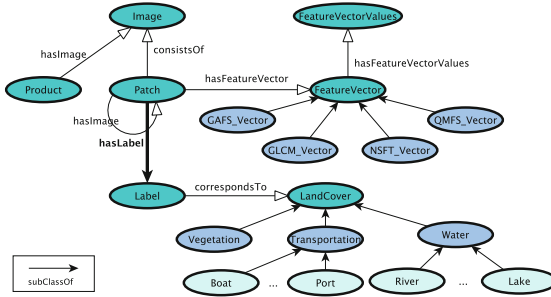 Image
FeatureVectorValues
hasImage
consistsOf
hasFeatureVectorValues
hasFeatureVector
Product
Patch
FeatureVector
GAFS_Vector
QMFS_Vector
hasImage
hasLabel
GLCM_Vector
NSFT_Vector
correspondsTo
Label
LandCover
Vegetation
Transportation
Water
Boat
...
Port
River
...
Lake
subClassOf